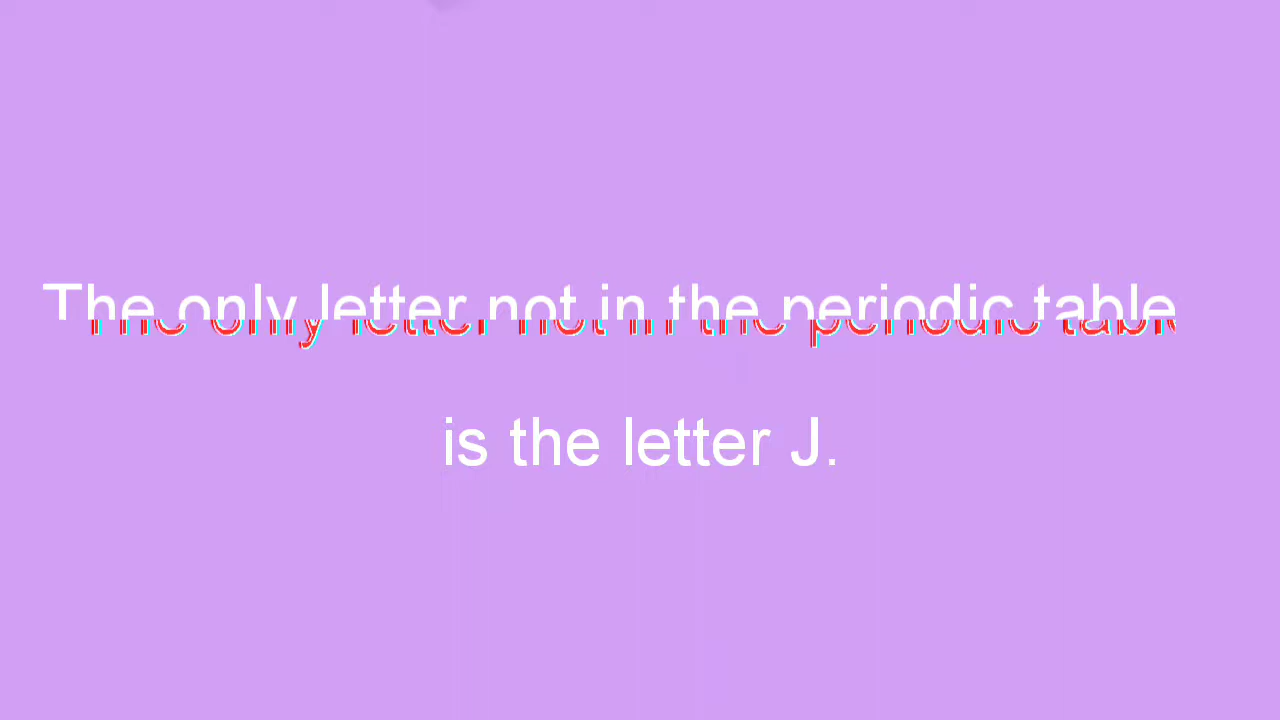 The only letter not in the periodic table
is the letter J.